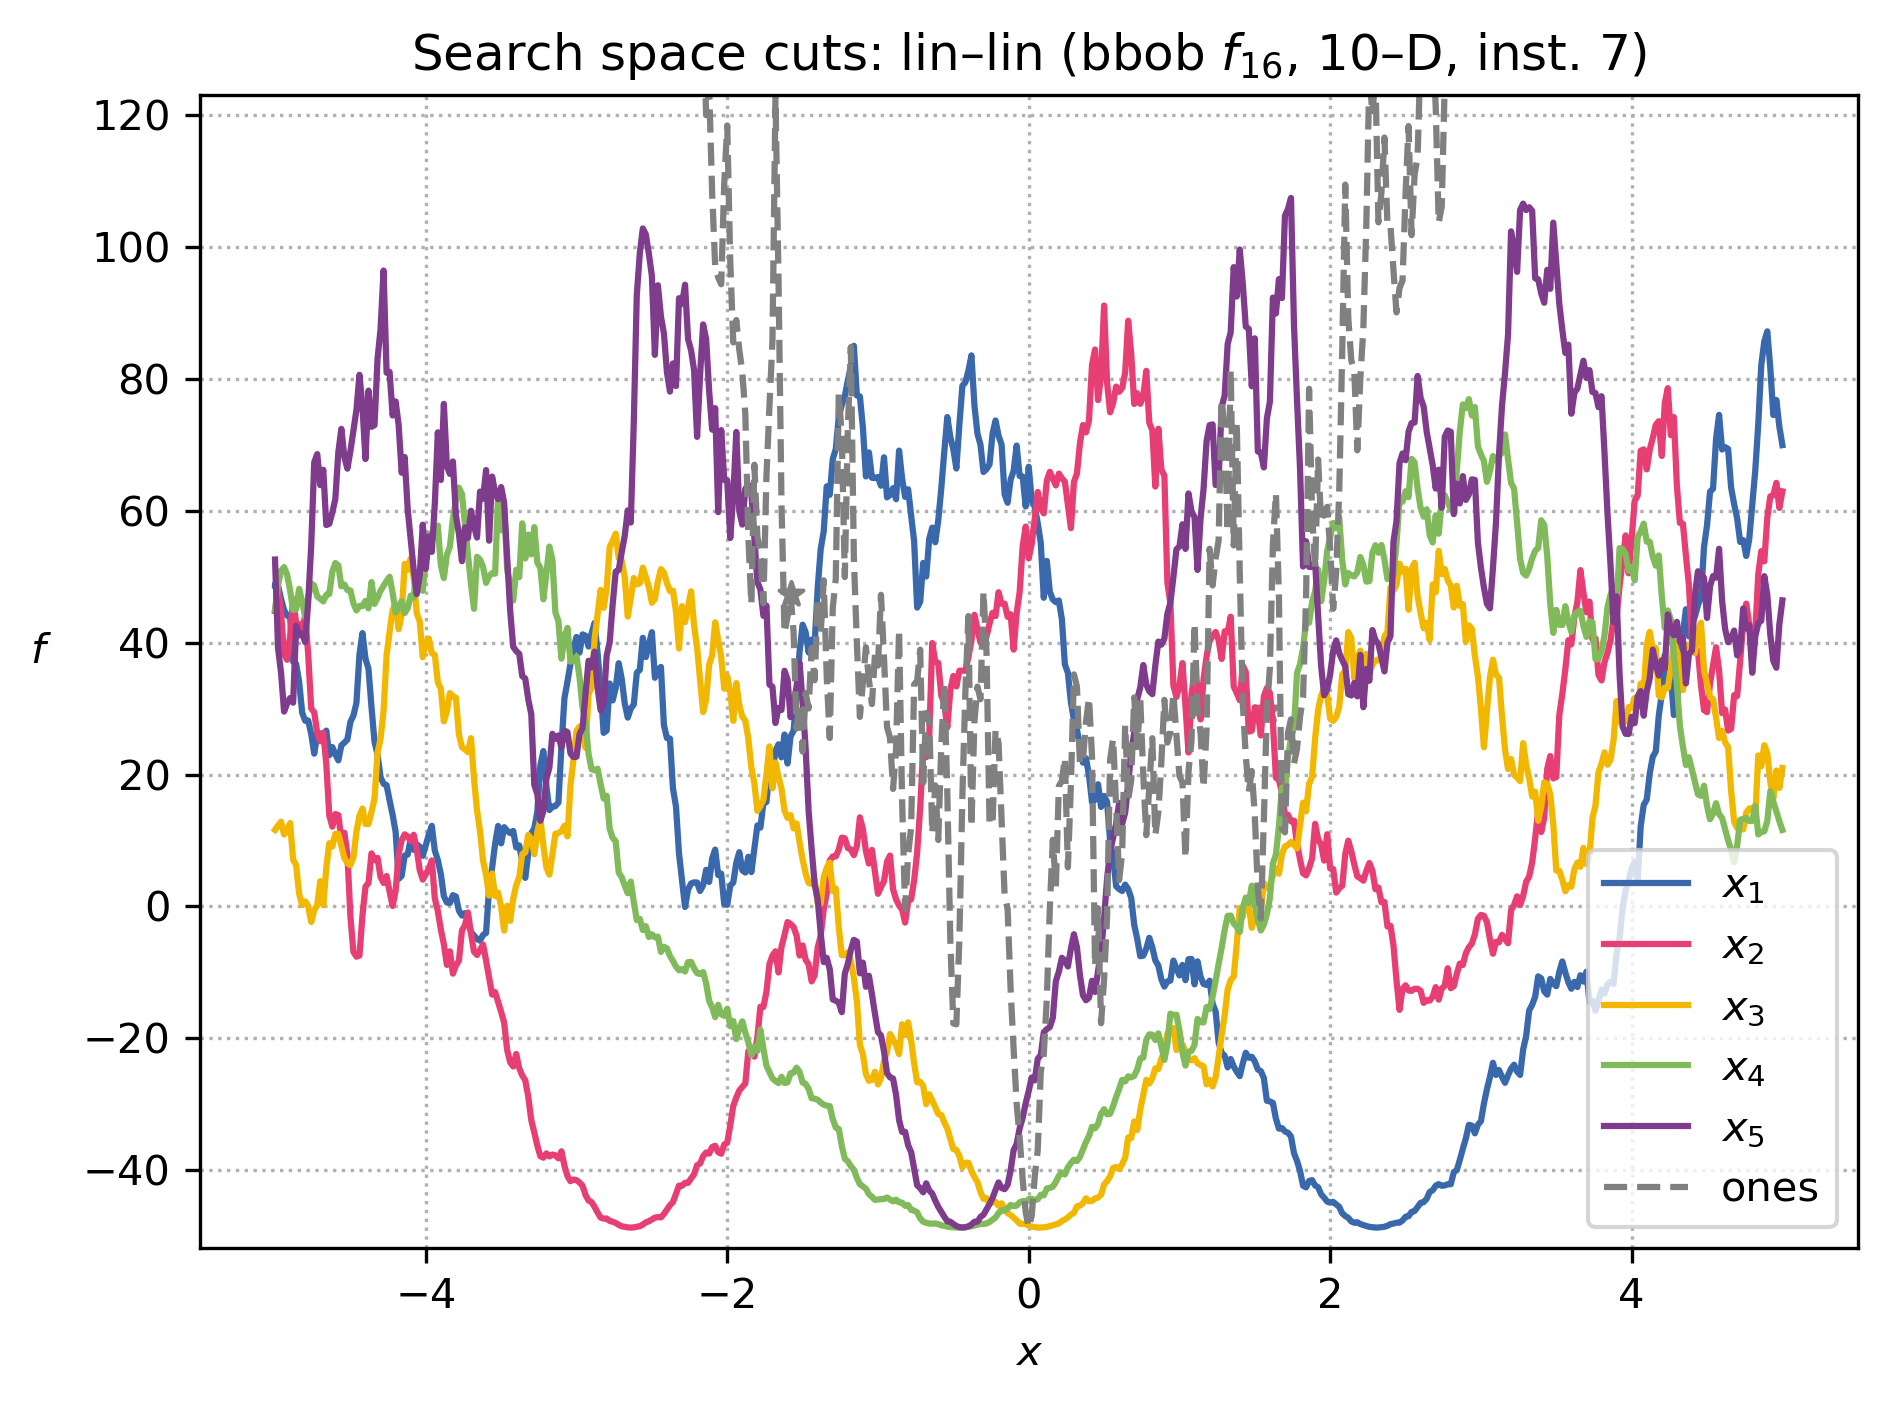 Search space cuts: lin–lin (bbob f₁₆, 10–D, inst. 7)
120
100
80
60
40
20
0
−20
−40
f
−4
−2
0
2
4
x
x₁
x₂
x₃
x₄
x₅
ones